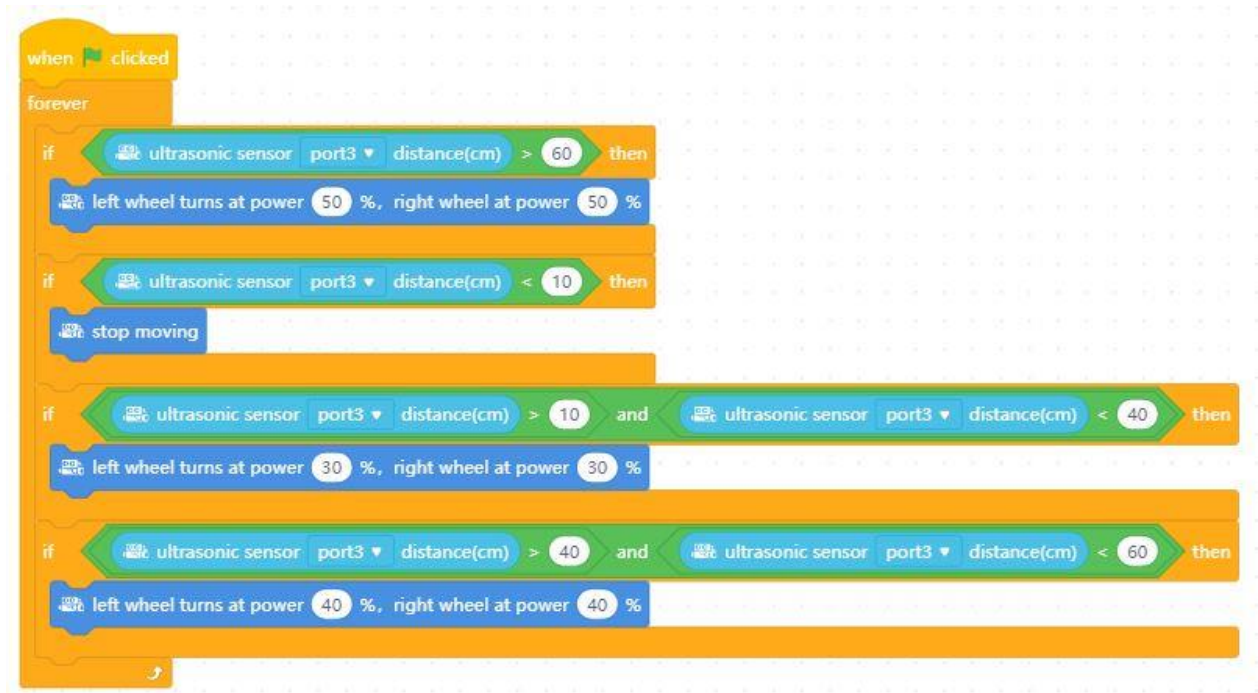 when clicked
forever
if ultrasonic sensor port3 distance(cm) > 60 then
left wheel turns at power 50 %, right wheel at power 50 %
if ultrasonic sensor port3 distance(cm) < 10 then
stop moving
if ultrasonic sensor port3 distance(cm) > 10 and ultrasonic sensor port3 distance(cm) < 40 then
left wheel turns at power 30 %, right wheel at power 30 %
if ultrasonic sensor port3 distance(cm) > 40 and ultrasonic sensor port3 distance(cm) < 60 then
left wheel turns at power 40 %, right wheel at power 40 %